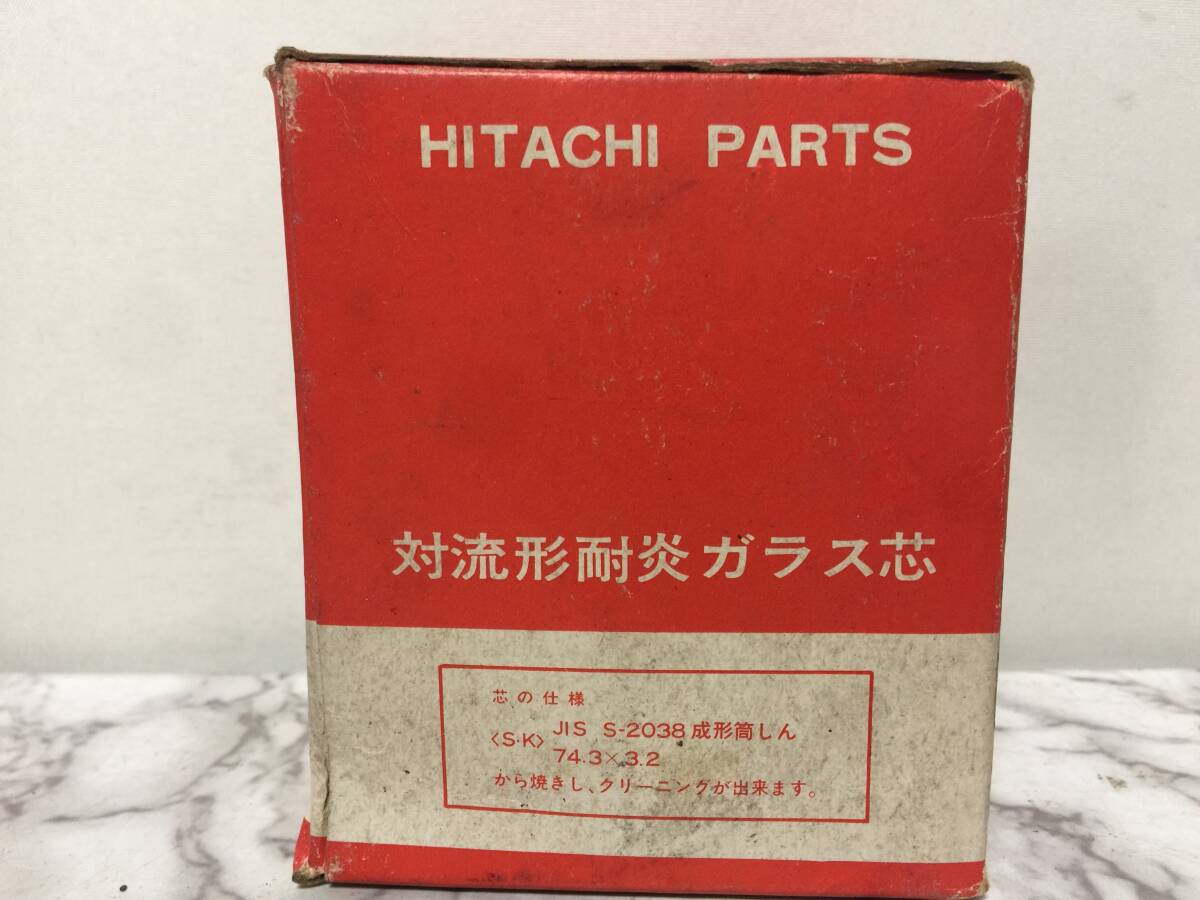 HITACHI PARTS
対流形耐炎ガラス芯
芯の仕様
〈S·K〉 JIS S-2038 成形筒しん
74.3×3.2
から焼きし、クリーニングが出来ます。